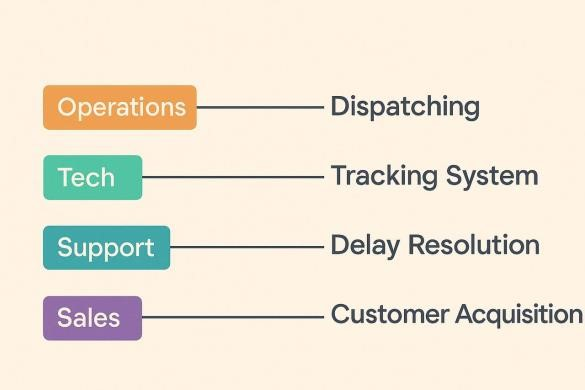 Operations Dispatching
Tech Tracking System
Support Delay Resolution
Sales Customer Acquisition